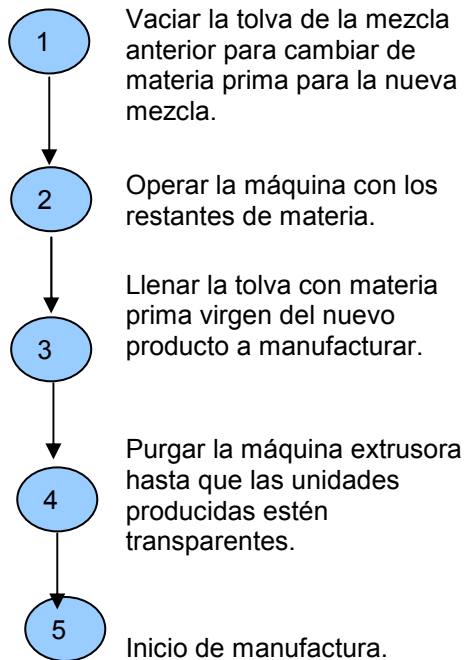 1
Vaciar la tolva de la mezcla
anterior para cambiar de
materia prima para la nueva
mezcla.
2
Operar la máquina con los
restantes de materia.
Llenar la tolva con materia
prima virgen del nuevo
producto a manufacturar.
3
Purgar la máquina extrusora
hasta que las unidades
producidas estén
transparentes.
4
5
Inicio de manufactura.